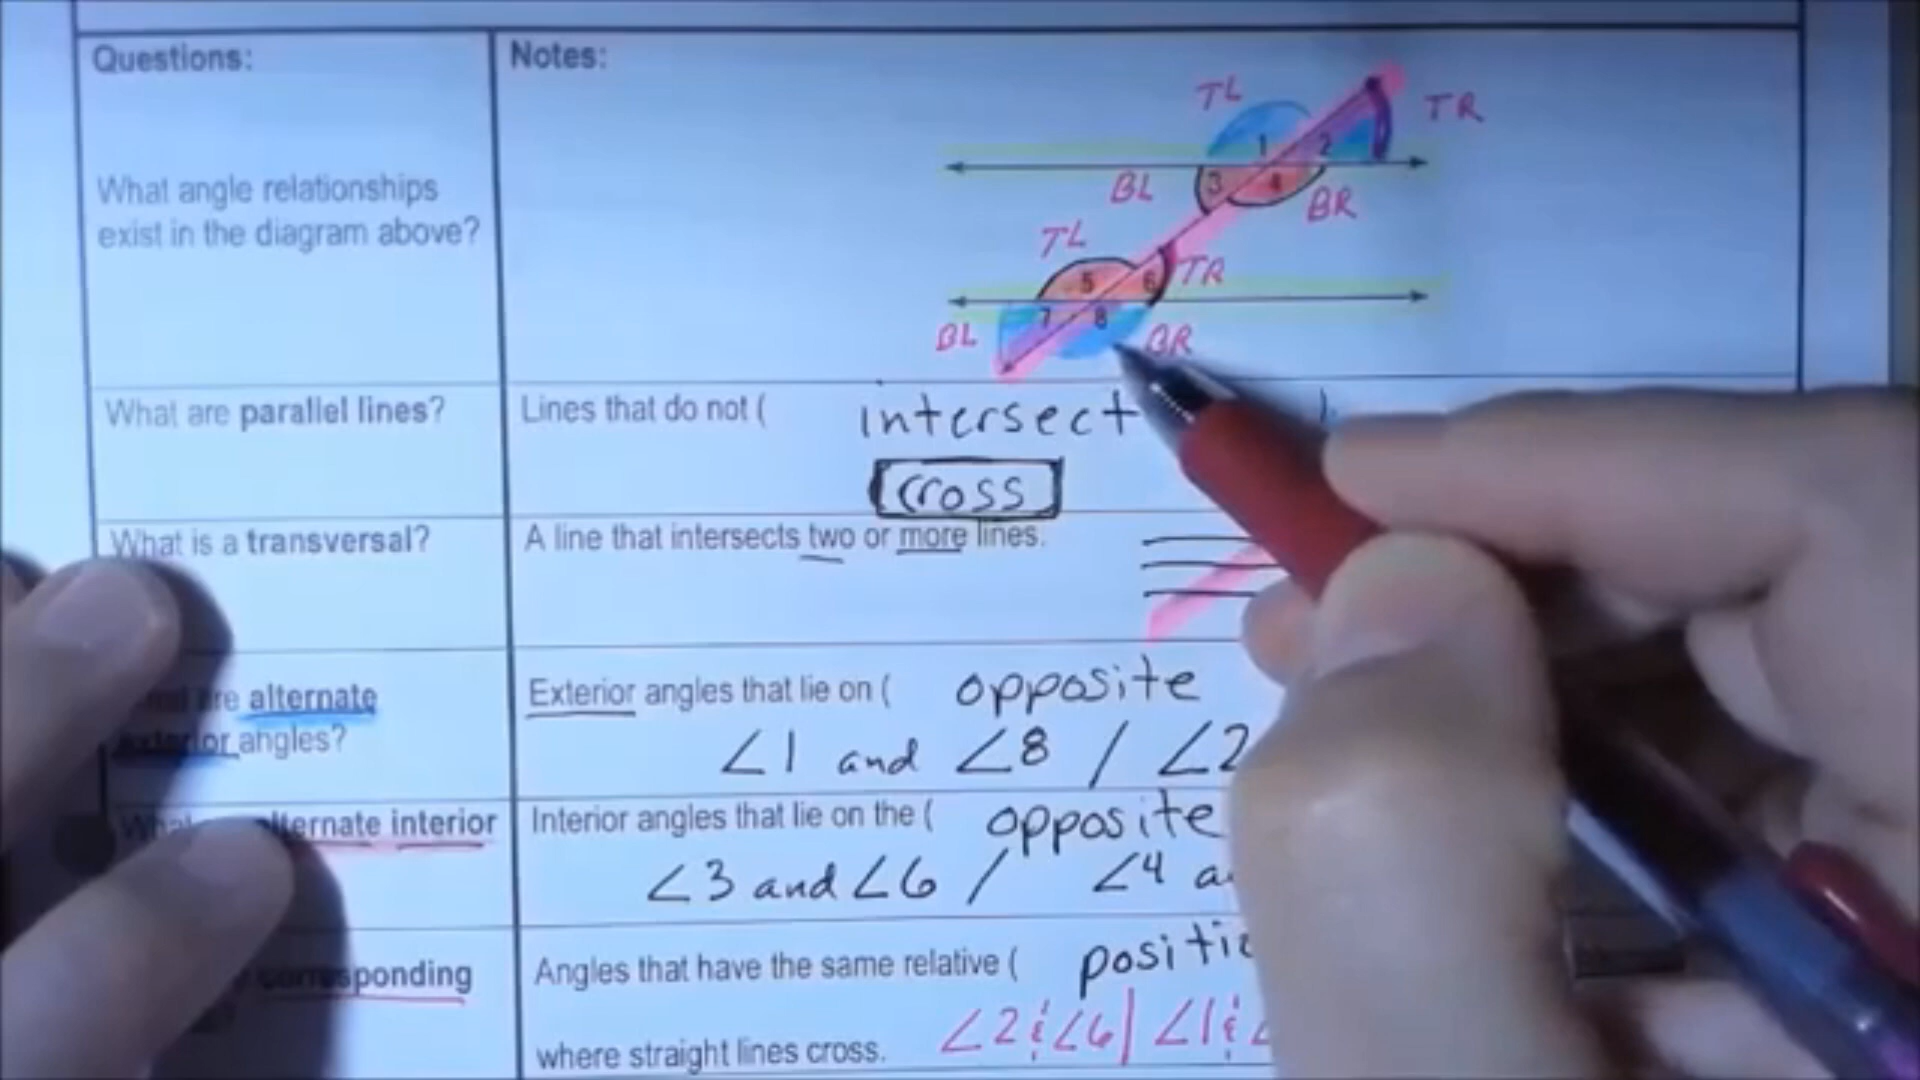 Questions:
Notes:
TL
TR
1
2
What angle relationships
exist in the diagram above?
BL
3
4
BR
TL
5
6
TR
7
8
BL
BR
What are parallel lines?
Lines that do not (
intersect
cross
What is a transversal?
A line that intersects two or more lines.
are alternate
exterior angles?
Exterior angles that lie on (
opposite
∠1 and ∠8 / ∠2
alternate interior
Interior angles that lie on the (
opposite
∠3 and ∠6 / ∠4
corresponding
Angles that have the same relative (
where straight lines cross.
∠2 & ∠6 | ∠1 &